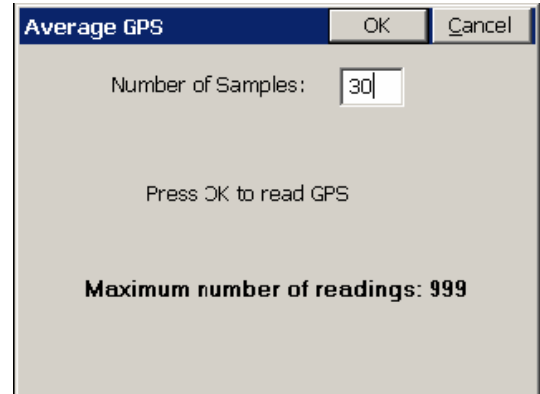 Average GPS OK Cancel
Number of Samples: 30
Press OK to read GPS
Maximum number of readings: 999